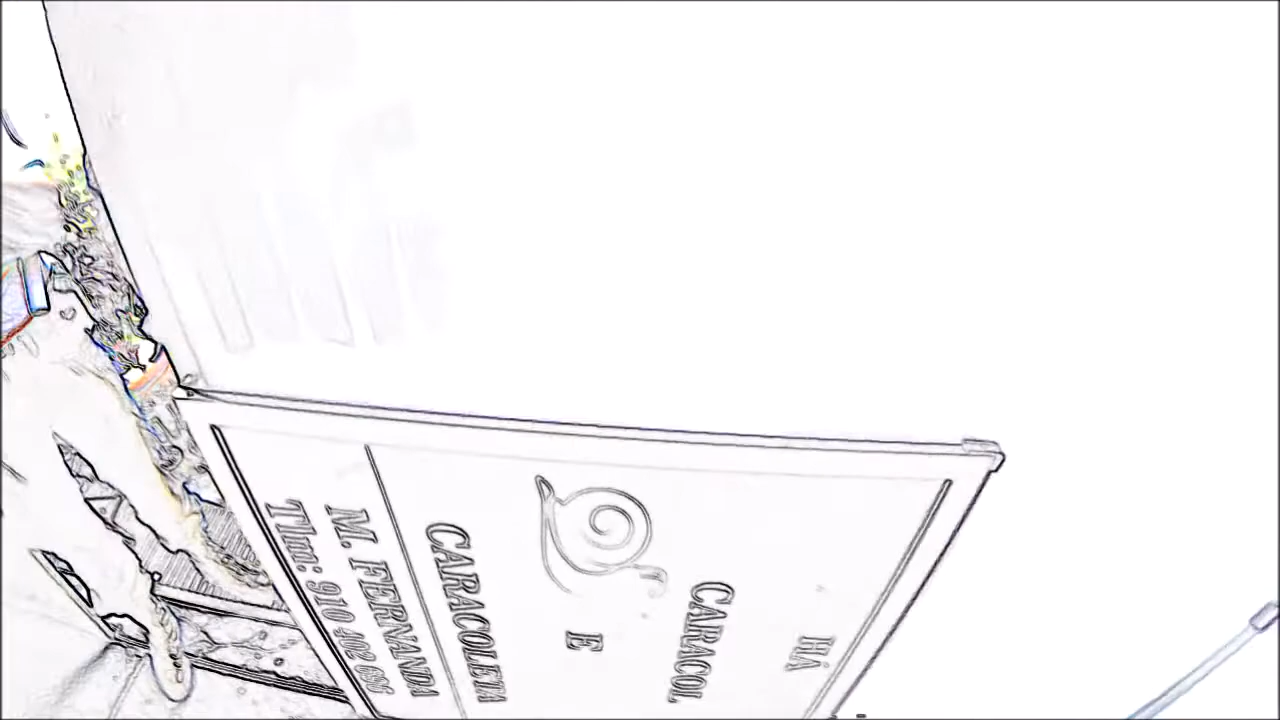 HÁ
CARACOL
E
CARACOLETA
M. FERNANDA
Tlm: 910 402 686